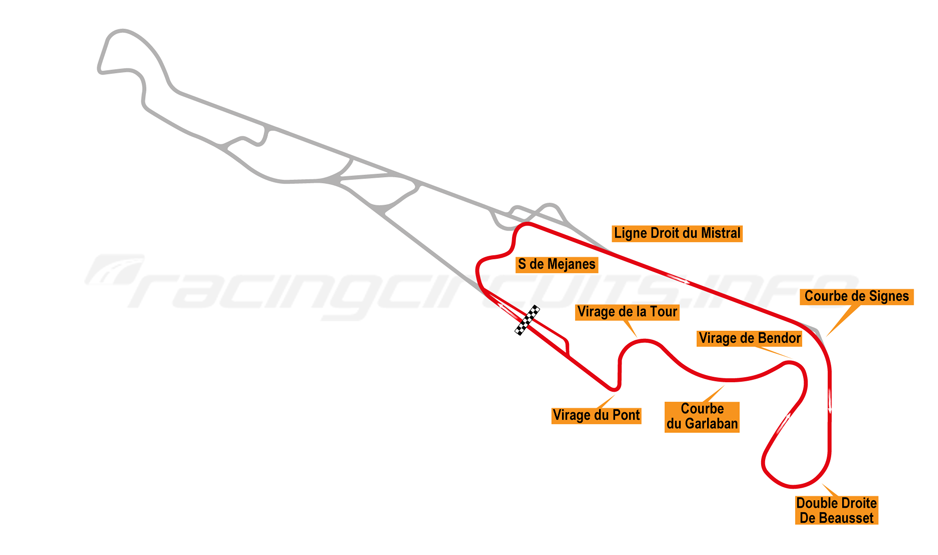 Ligne Droit du Mistral
S de Mejanes
racingcircuits.info
Courbe de Signes
Virage de la Tour
Virage de Bendor
Virage du Pont
Courbe
du Garlaban
Double Droite
De Beausset